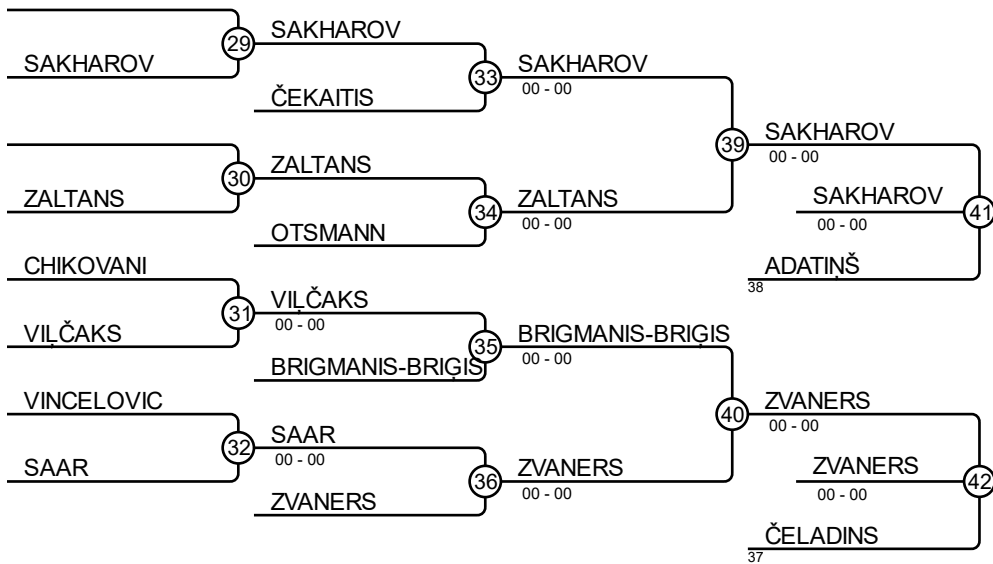 SAKHAROV
29
SAKHAROV
33
ČEKAITIS
SAKHAROV
00 - 00
39
SAKHAROV
00 - 00
ZALTANS
30
ZALTANS
34
OTSMANN
ZALTANS
00 - 00
SAKHAROV
00 - 00
41
ADATIŅŠ
38
CHIKOVANI
31
VIĻČAKS
VIĻČAKS
00 - 00
35
BRIGMANIS-BRIĢIS
BRIGMANIS-BRIĢIS
00 - 00
40
ZVANERS
00 - 00
VINCELOVIC
32
SAAR
SAAR
00 - 00
36
ZVANERS
ZVANERS
00 - 00
ZVANERS
00 - 00
42
ČELADINS
37